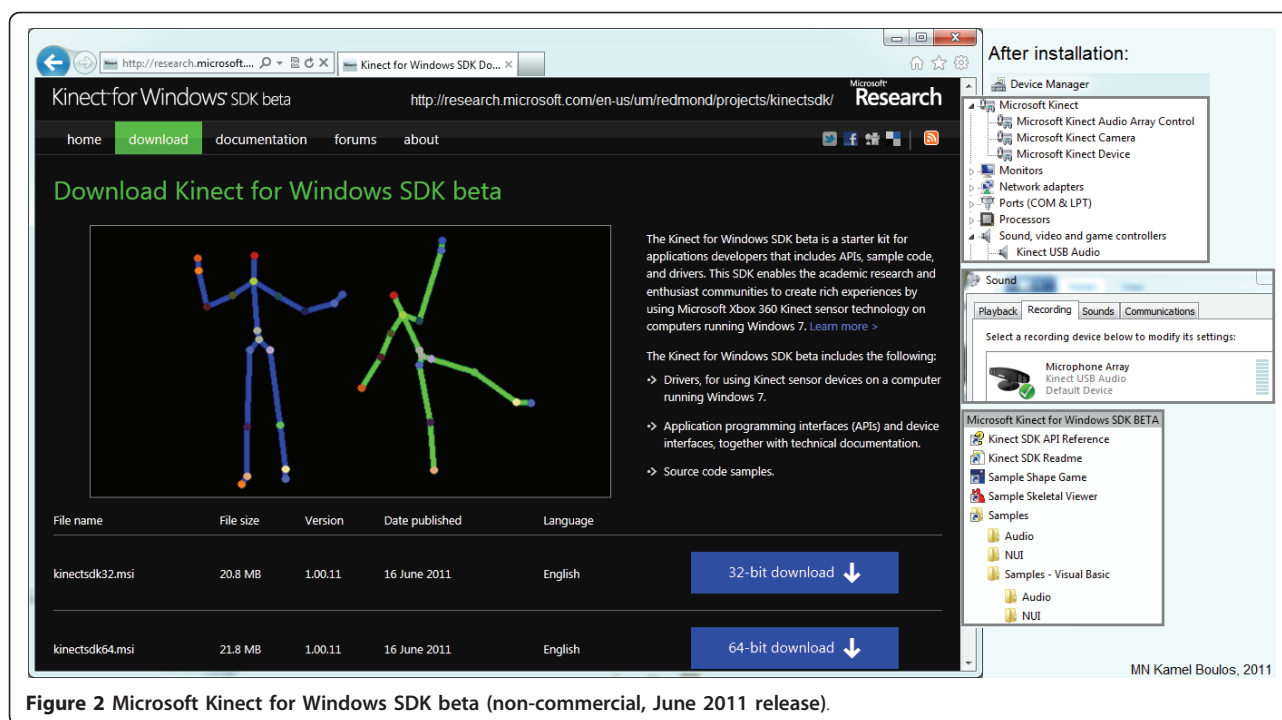 http://research.microsoft....
Kinect for Windows SDK Do...
Kinect for Windows SDK beta
http://research.microsoft.com/en-us/um/redmond/projects/kinectsdk/
Microsoft
Research
home download documentation forums about
Download Kinect for Windows SDK beta
The Kinect for Windows SDK beta is a starter kit for
applications developers that includes APIs, sample code,
and drivers. This SDK enables the academic research and
enthusiast communities to create rich experiences by
using Microsoft Xbox 360 Kinect sensor technology on
computers running Windows 7. Learn more >
The Kinect for Windows SDK beta includes the following:
Drivers, for using Kinect sensor devices on a computer
running Windows 7.
Application programming interfaces (APIs) and device
interfaces, together with technical documentation.
Source code samples.
File name File size Version Date published Language
kinectsdk32.msi 20.8 MB 1.00.11 16 June 2011 English 32-bit download
kinectsdk64.msi 21.8 MB 1.00.11 16 June 2011 English 64-bit download
After installation:
Device Manager
Microsoft Kinect
Microsoft Kinect Audio Array Control
Microsoft Kinect Camera
Microsoft Kinect Device
Monitors
Network adapters
Ports (COM & LPT)
Processors
Sound, video and game controllers
Kinect USB Audio
Sound
Playback Recording Sounds Communications
Select a recording device below to modify its settings:
Microphone Array
Kinect USB Audio
Default Device
Microsoft Kinect for Windows SDK BETA
Kinect SDK API Reference
Kinect SDK Readme
Sample Shape Game
Sample Skeletal Viewer
Samples
Audio
NUI
Samples - Visual Basic
Audio
NUI
MN Kamel Boulos, 2011
Figure 2 Microsoft Kinect for Windows SDK beta (non-commercial, June 2011 release).